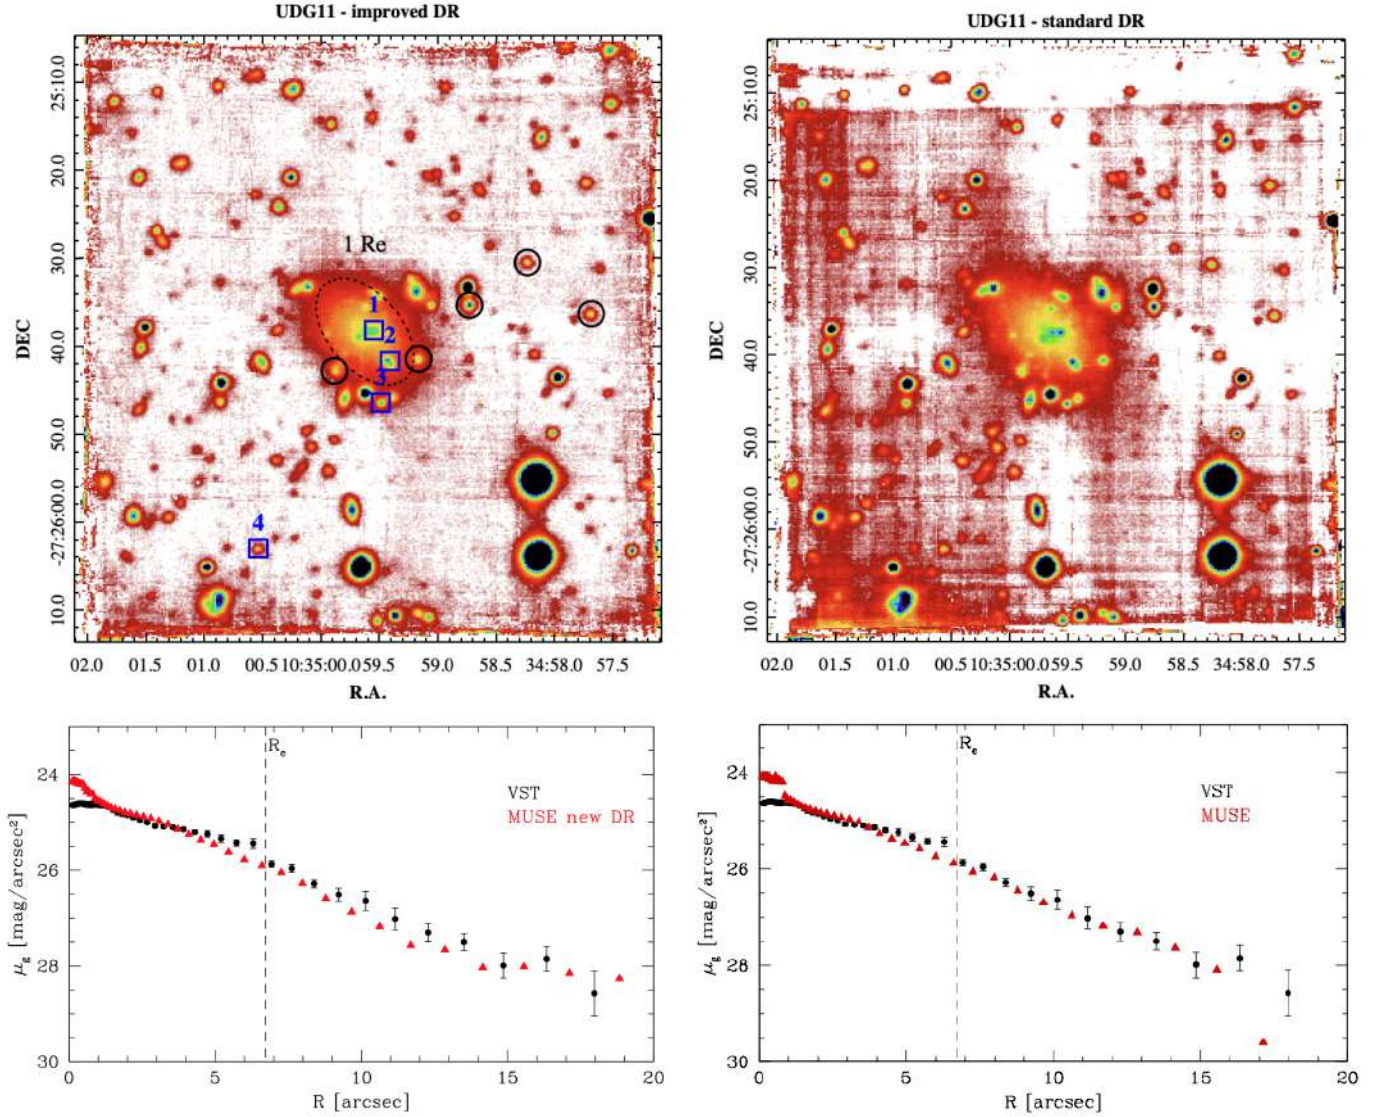 UDG11 - improved DR
UDG11 - standard DR
25:10.0
20.0
30.0
40.0
50.0
-27:26:00.0
10.0
DEC
1 Re
1
2
3
4
02.0 01.5 01.0 00.5 10:35:00.0 59.5 59.0 58.5 34:58.0 57.5
R.A.
25:10.0
20.0
30.0
40.0
50.0
-27:26:00.0
10.0
DEC
02.0 01.5 01.0 00.5 10:35:00.0 59.5 59.0 58.5 34:58.0 57.5
R.A.
Re
VST
MUSE new DR
24
26
28
30
μg [mag/arcsec²]
0 5 10 15 20
R [arcsec]
Re
VST
MUSE
24
26
28
30
μg [mag/arcsec²]
0 5 10 15 20
R [arcsec]